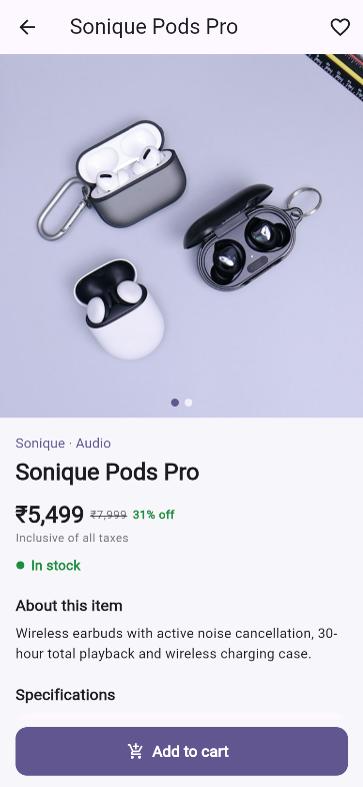 Sonique Pods Pro
Sonique · Audio
Sonique Pods Pro
₹5,499 ₹7,999 31% off
Inclusive of all taxes
In stock
About this item
Wireless earbuds with active noise cancellation, 30-
hour total playback and wireless charging case.
Specifications
Add to cart